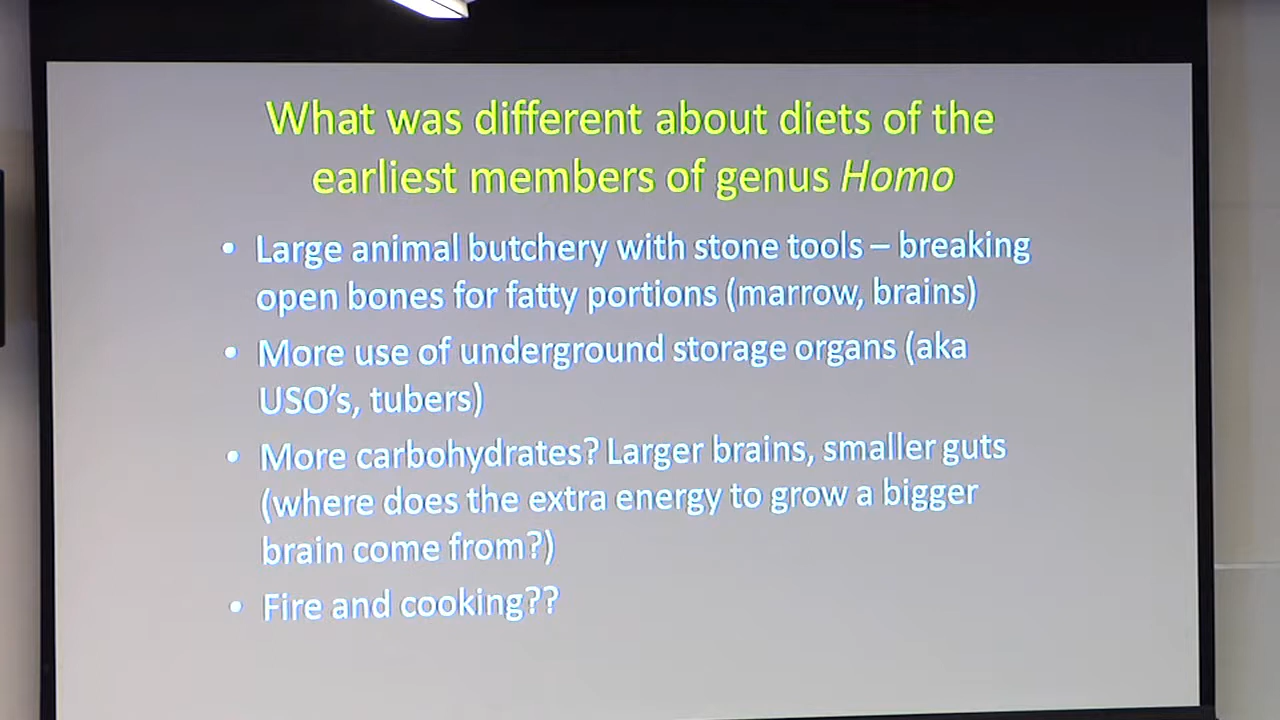 What was different about diets of the
earliest members of genus Homo
• Large animal butchery with stone tools – breaking
open bones for fatty portions (marrow, brains)
• More use of underground storage organs (aka
USO’s, tubers)
• More carbohydrates? Larger brains, smaller guts
(where does the extra energy to grow a bigger
brain come from?)
• Fire and cooking??